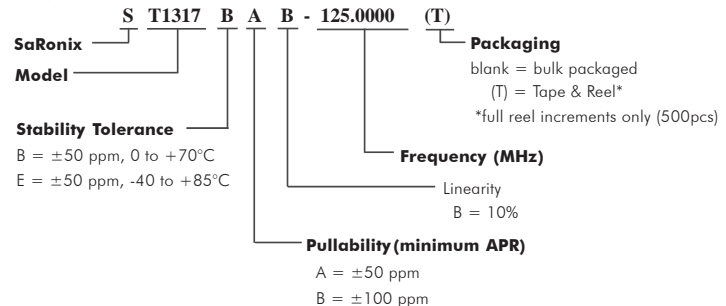 S T1317 B A B - 125.0000 (T)
SaRonix
Packaging
blank = bulk packaged
(T) = Tape & Reel*
*full reel increments only (500pcs)
Model
Stability Tolerance
B = ±50 ppm, 0 to +70°C
E = ±50 ppm, -40 to +85°C
Frequency (MHz)
Linearity
B = 10%
Pullability (minimum APR)
A = ±50 ppm
B = ±100 ppm